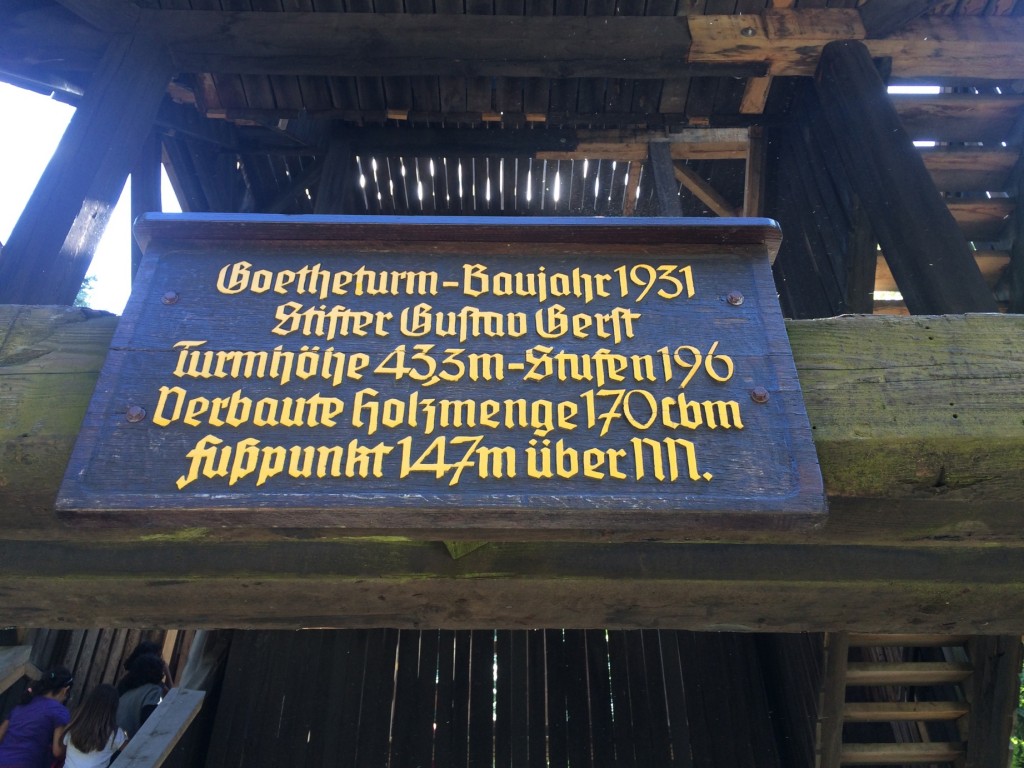 Goetheturm-Baujahr 1931
Stifter Gustav Gerst
Turmhöhe 43,3m-Stufen 196
Verbaute Holzmenge 170 cbm
Fußpunkt 147m über NN.